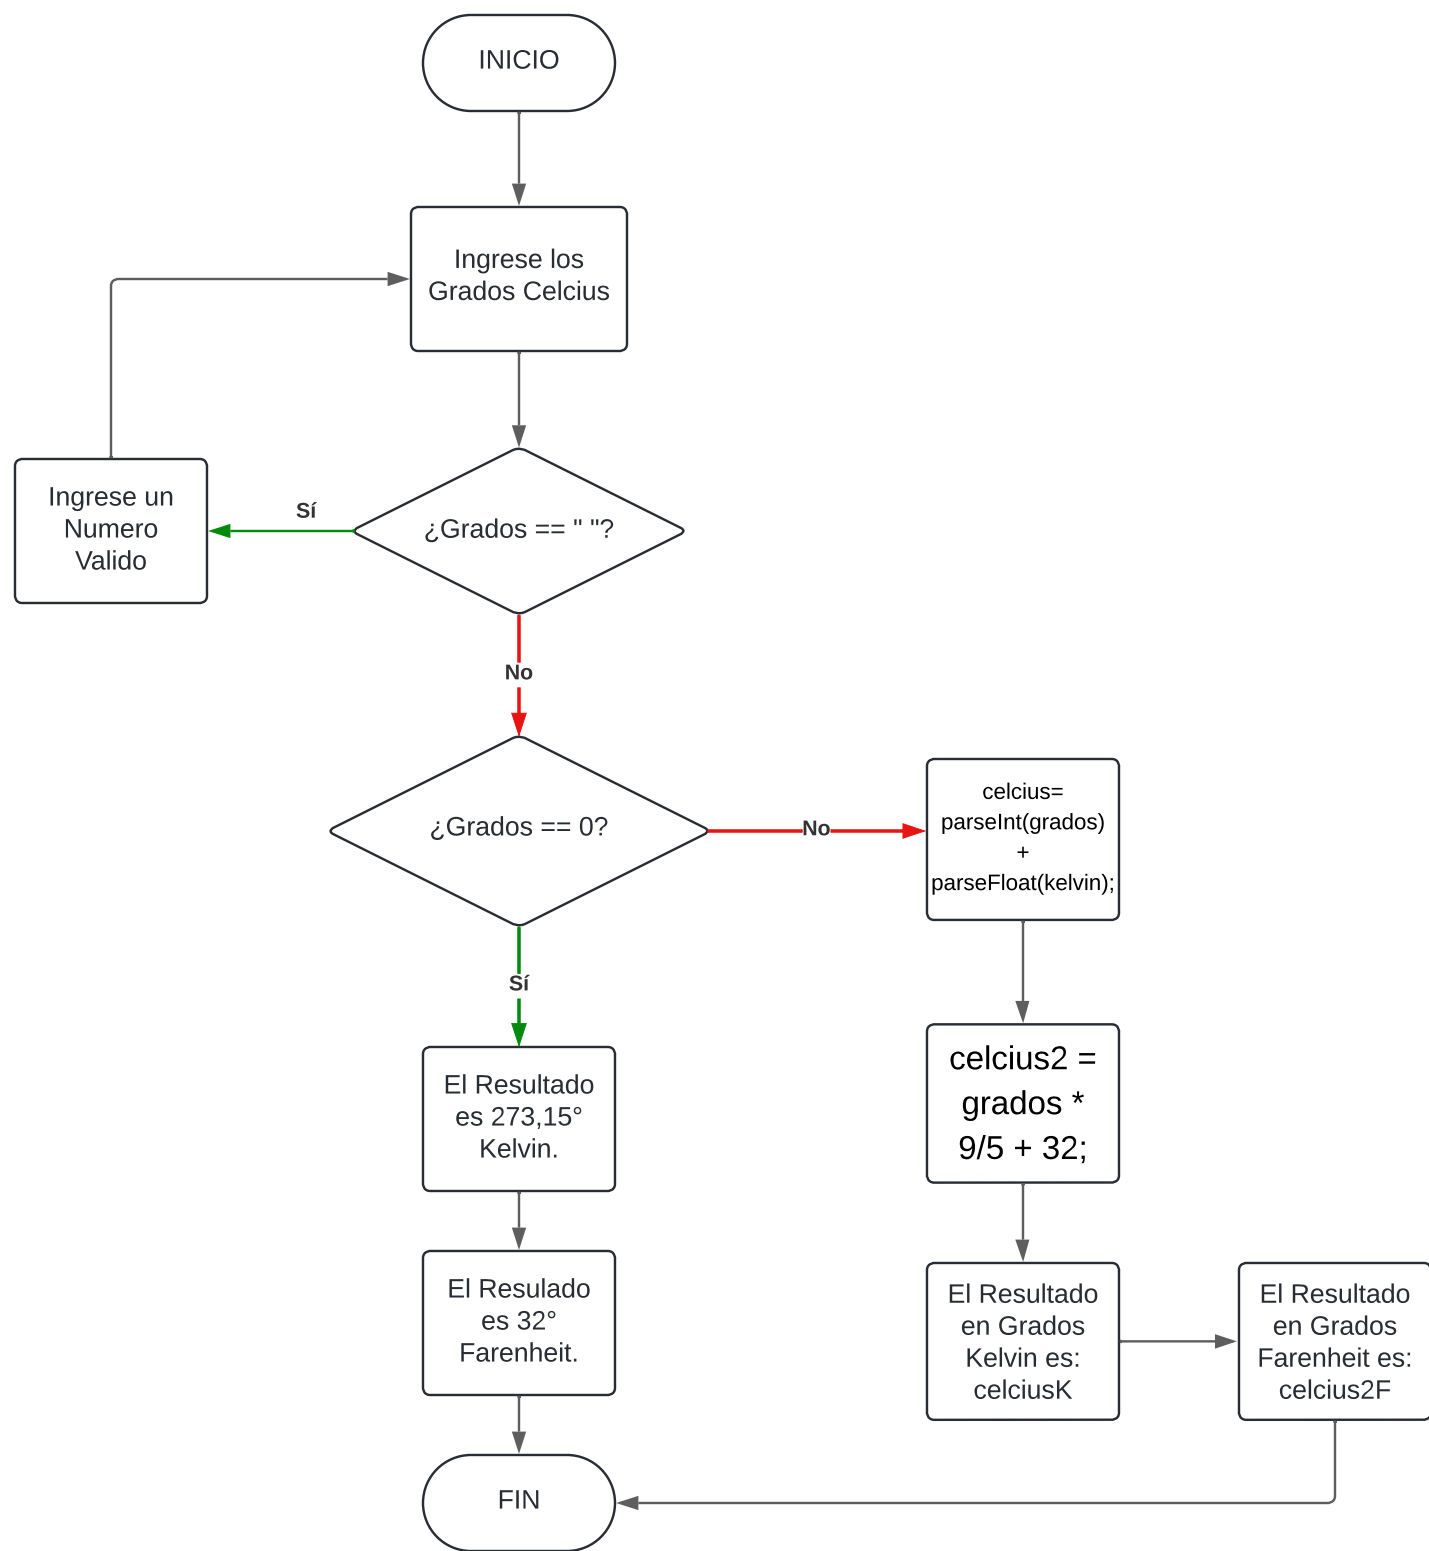 INICIO
Ingrese los
Grados Celcius
¿Grados == " "?
Sí
Ingrese un
Numero
Valido
No
¿Grados == 0?
No
celcius=
parseInt(grados)
+
parseFloat(kelvin);
Sí
El Resultado
es 273,15°
Kelvin.
celcius2 =
grados *
9/5 + 32;
El Resulado
es 32°
Farenheit.
El Resultado
en Grados
Kelvin es:
celciusK
El Resultado
en Grados
Farenheit es:
celcius2F
FIN